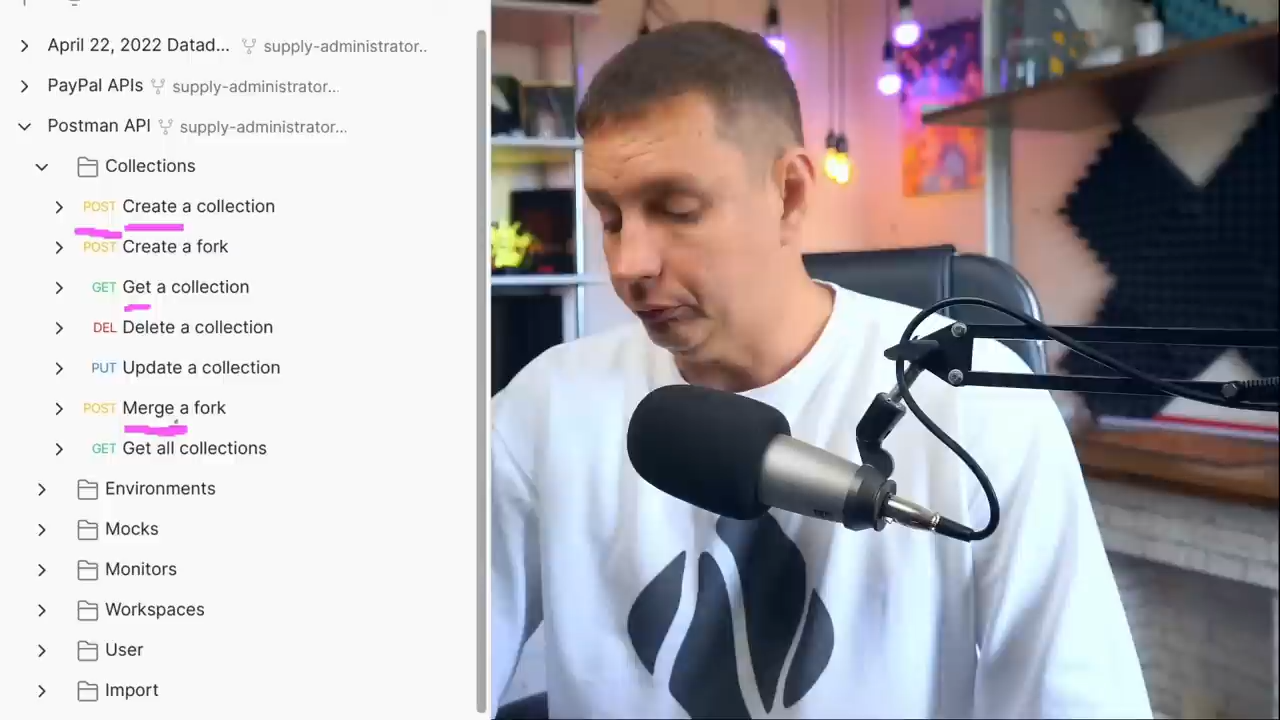 April 22, 2022 Datad... supply-administrator..
PayPal APIs supply-administrator...
Postman API supply-administrator...
Collections
POST Create a collection
POST Create a fork
GET Get a collection
DEL Delete a collection
PUT Update a collection
POST Merge a fork
GET Get all collections
Environments
Mocks
Monitors
Workspaces
User
Import